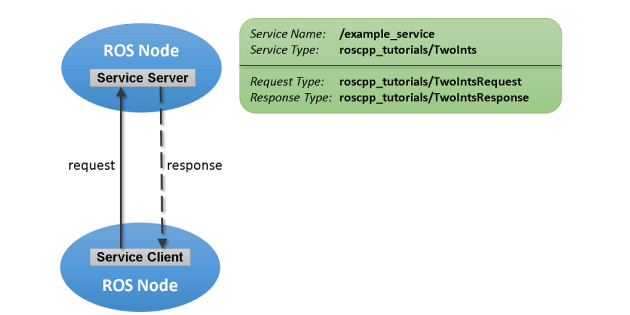 ROS Node
Service Server
Service Name: /example_service
Service Type: roscpp_tutorials/TwoInts
Request Type: roscpp_tutorials/TwoIntsRequest
Response Type: roscpp_tutorials/TwoIntsResponse
request
response
Service Client
ROS Node